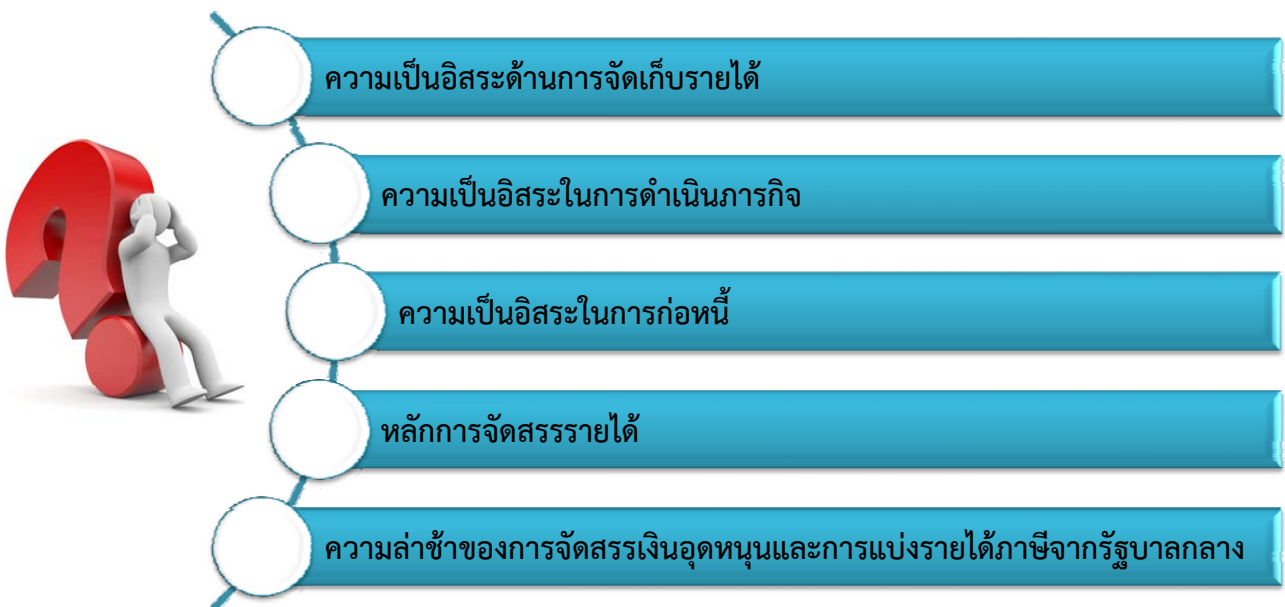 ความเป็นอิสระด้านการจัดเก็บรายได้
ความเป็นอิสระในการดำเนินภารกิจ
ความเป็นอิสระในการก่อหนี้
หลักการจัดสรรรายได้
ความล่าช้าของการจัดสรรเงินอุดหนุนและการแบ่งรายได้ภาษีจากรัฐบาลกลาง